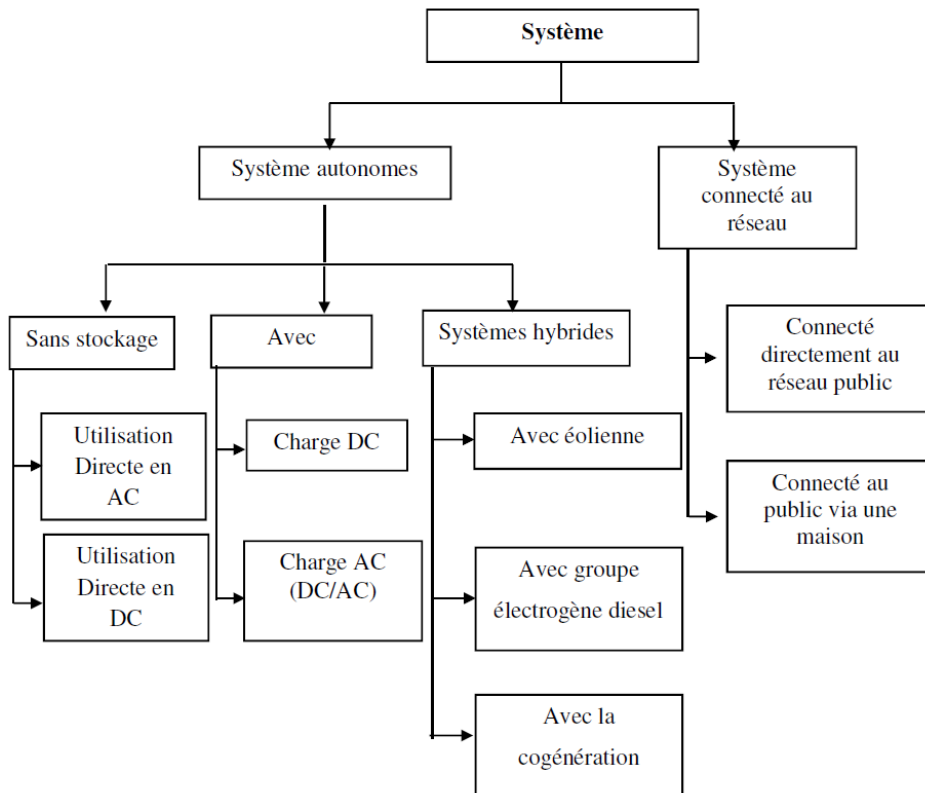 Système
Système autonomes
Système
connecté au
réseau
Sans stockage
Avec
Systèmes hybrides
Connecté
directement au
réseau public
Utilisation
Directe en
AC
Charge DC
Avec éolienne
Connecté au
public via une
maison
Utilisation
Directe en
DC
Charge AC
(DC/AC)
Avec groupe
électrogène diesel
Avec la
cogénération